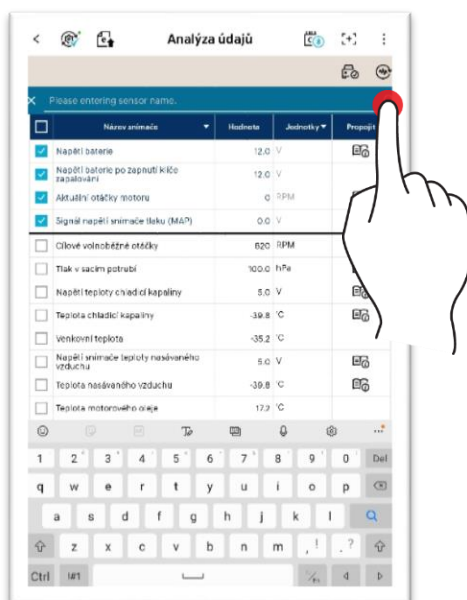 Analýza údajů
Please entering sensor name.
Název snímače Hodnota Jednotky Propojit
Napětí baterie 12.0 V
Napětí baterie po zapnutí klíče
zapalování 12.0 V
Aktuální otáčky motoru 0 RPM
Signál napětí snímače tlaku (MAP) 0.0 V
Cílové volnoběžné otáčky 820 RPM
Tlak v sacím potrubí 100.0 hPa
Napětí teploty chladicí kapaliny 5.0 V
Teplota chladicí kapaliny -39.8 °C
Venkovní teplota -35.2 °C
Napětí snímače teploty nasávaného
vzduchu 5.0 V
Teplota nasávaného vzduchu -39.8 °C
Teplota motorového oleje 17.2 °C
1 2 3 4 5 6 7 8 9 0 Del
q w e r t y u i o p
a s d f g h j k l
z x c v b n m , ! . ?
Ctrl !#1